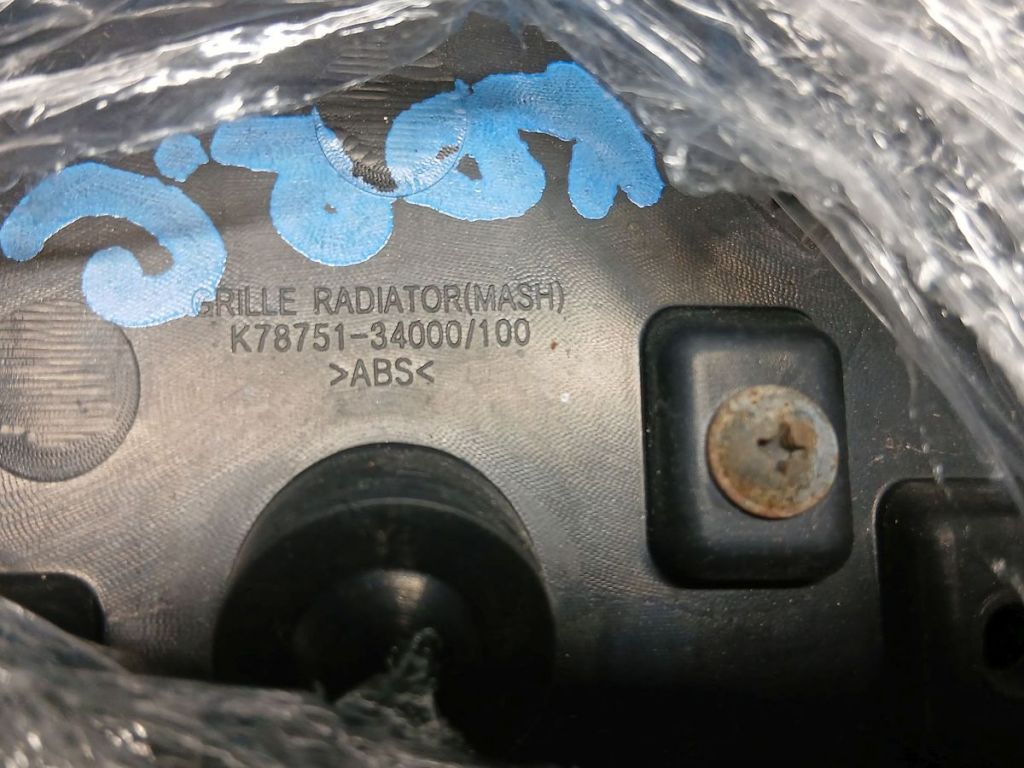 GRILLE RADIATOR(MASH)
K78751-34000/100
>ABS<